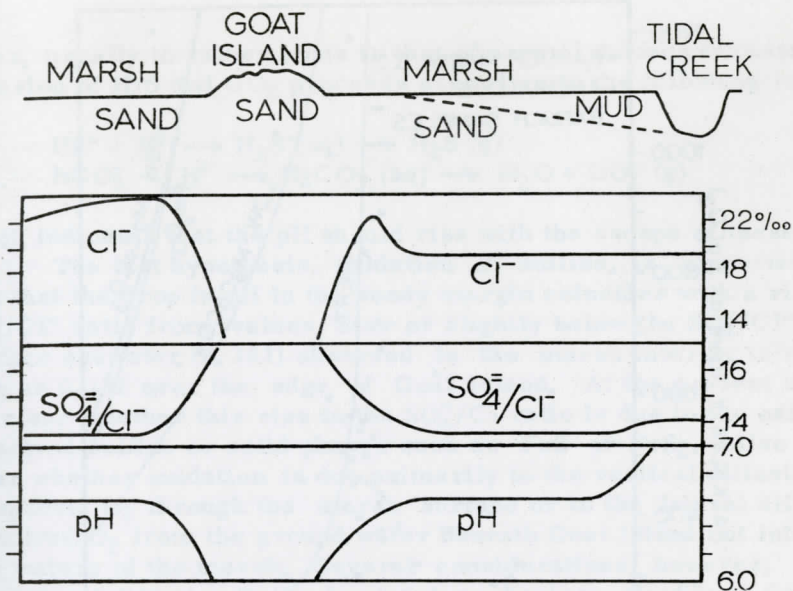 GOAT
ISLAND
TIDAL
CREEK
MARSH
MARSH
SAND
SAND
SAND
MUD
Cl⁻
Cl⁻
22‰
18
14
SO₄⁼/Cl⁻
SO₄⁼/Cl⁻
.16
.14
pH
pH
7.0
6.0